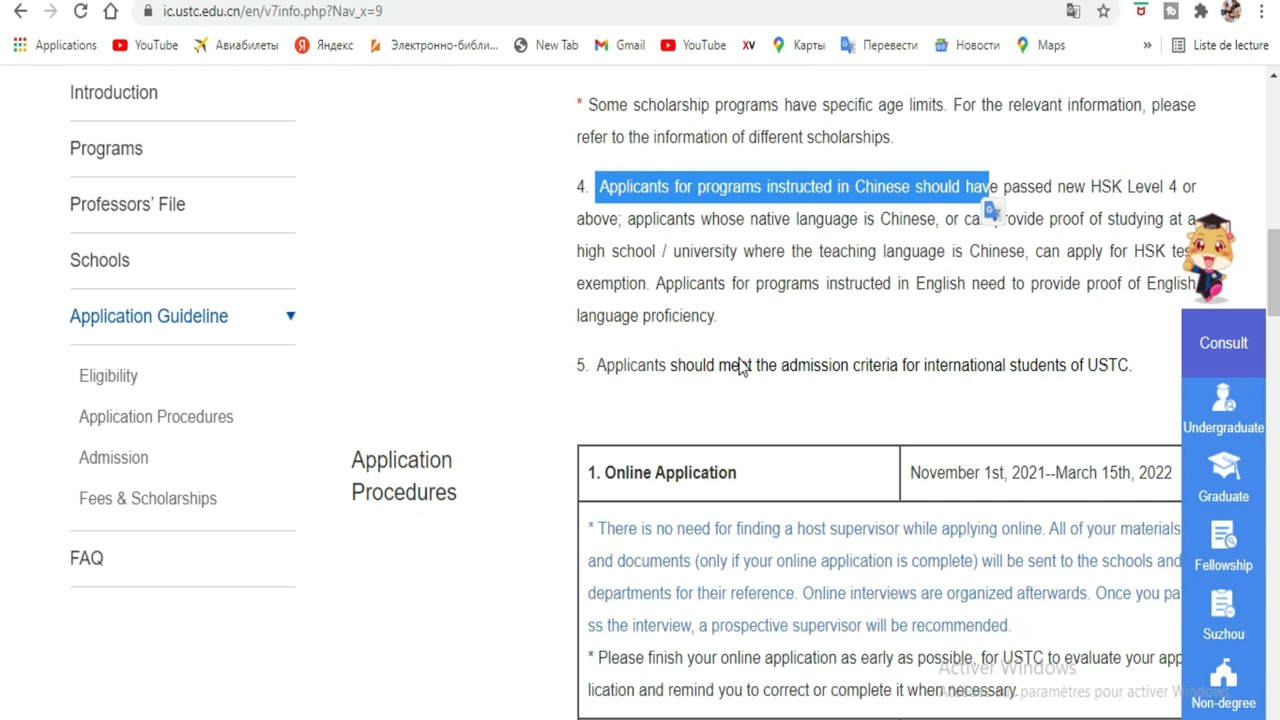 ic.ustc.edu.cn/en/v7info.php?Nav_x=9
Applications YouTube Авиабилеты Яндекс Электронно-библи... New Tab Gmail YouTube XV Карты Перевести Новости Maps » Liste de lecture
Introduction
Programs
Professors' File
Schools
Application Guideline
Eligibility
Application Procedures
Admission
Fees & Scholarships
FAQ
* Some scholarship programs have specific age limits. For the relevant information, please
refer to the information of different scholarships.
4. Applicants for programs instructed in Chinese should have passed new HSK Level 4 or
above; applicants whose native language is Chinese, or can provide proof of studying at a
high school / university where the teaching language is Chinese, can apply for HSK test
exemption. Applicants for programs instructed in English need to provide proof of English
language proficiency.
5. Applicants should meet the admission criteria for international students of USTC.
Application
Procedures
1. Online Application November 1st, 2021--March 15th, 2022
* There is no need for finding a host supervisor while applying online. All of your materials
and documents (only if your online application is complete) will be sent to the schools and
departments for their reference. Online interviews are organized afterwards. Once you pa
ss the interview, a prospective supervisor will be recommended.
* Please finish your online application as early as possible, for USTC to evaluate your app
lication and remind you to correct or complete it when necessary.
Consult
Undergraduate
Graduate
Fellowship
Suzhou
Non-degree
Activer Windows
paramètres pour activer Windows.